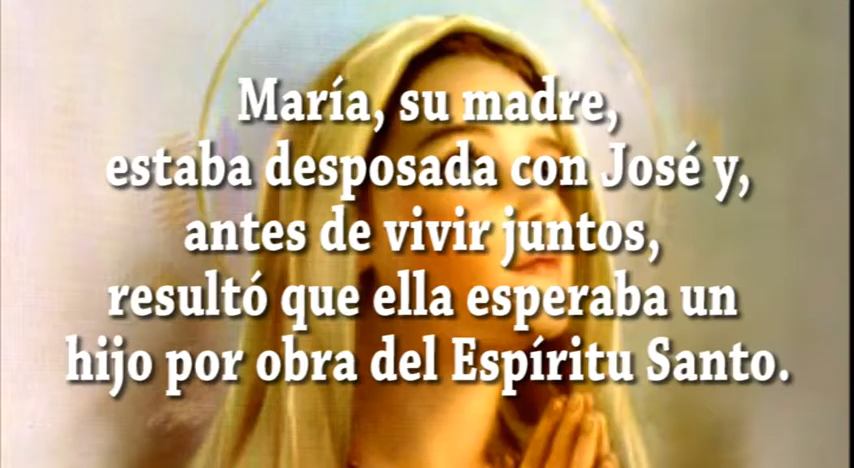 María, su madre,
estaba desposada con José y,
antes de vivir juntos,
resultó que ella esperaba un
hijo por obra del Espíritu Santo.